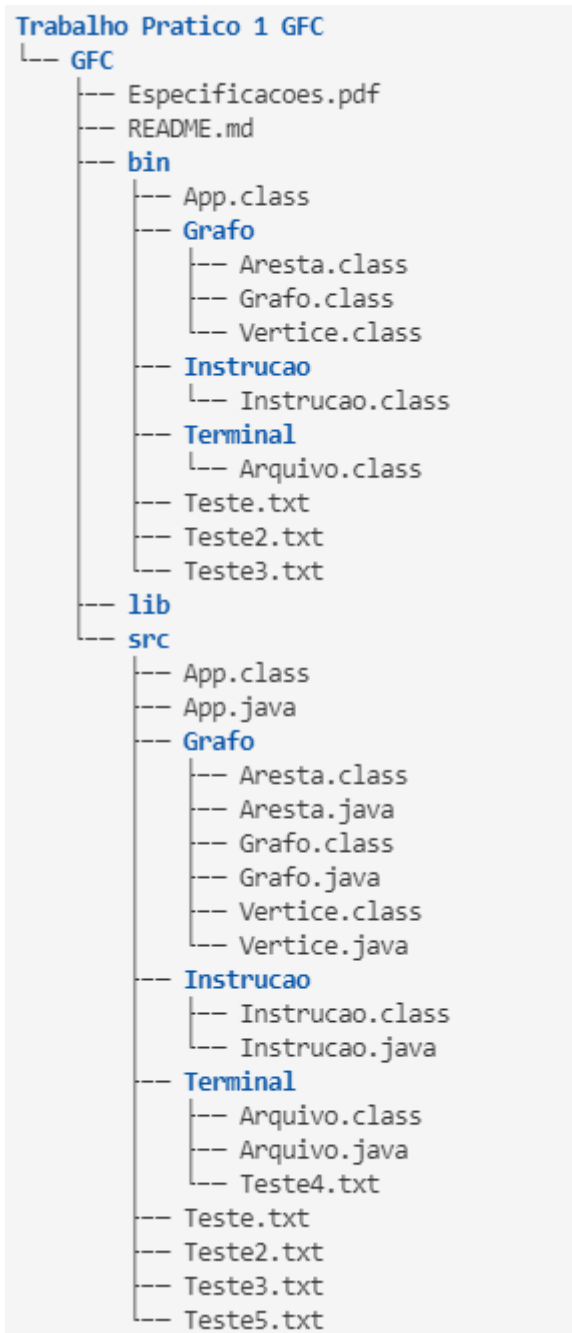 Trabalho Pratico 1 GFC
└── GFC
    ├── Especificacoes.pdf
    ├── README.md
    ├── bin
    │   ├── App.class
    │   ├── Grafo
    │   │   ├── Aresta.class
    │   │   ├── Grafo.class
    │   │   └── Vertice.class
    │   ├── Instrucao
    │   │   └── Instrucao.class
    │   ├── Terminal
    │   │   └── Arquivo.class
    │   ├── Teste.txt
    │   ├── Teste2.txt
    │   └── Teste3.txt
    ├── lib
    └── src
        ├── App.class
        ├── App.java
        ├── Grafo
        │   ├── Aresta.class
        │   ├── Aresta.java
        │   ├── Grafo.class
        │   ├── Grafo.java
        │   ├── Vertice.class
        │   └── Vertice.java
        ├── Instrucao
        │   ├── Instrucao.class
        │   └── Instrucao.java
        ├── Terminal
        │   ├── Arquivo.class
        │   ├── Arquivo.java
        │   └── Teste4.txt
        ├── Teste.txt
        ├── Teste2.txt
        ├── Teste3.txt
        └── Teste5.txt